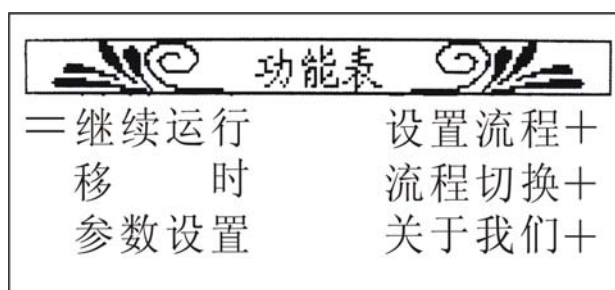 功能表
=继续运行 设置流程+
移 时 流程切换+
参数设置 关于我们+